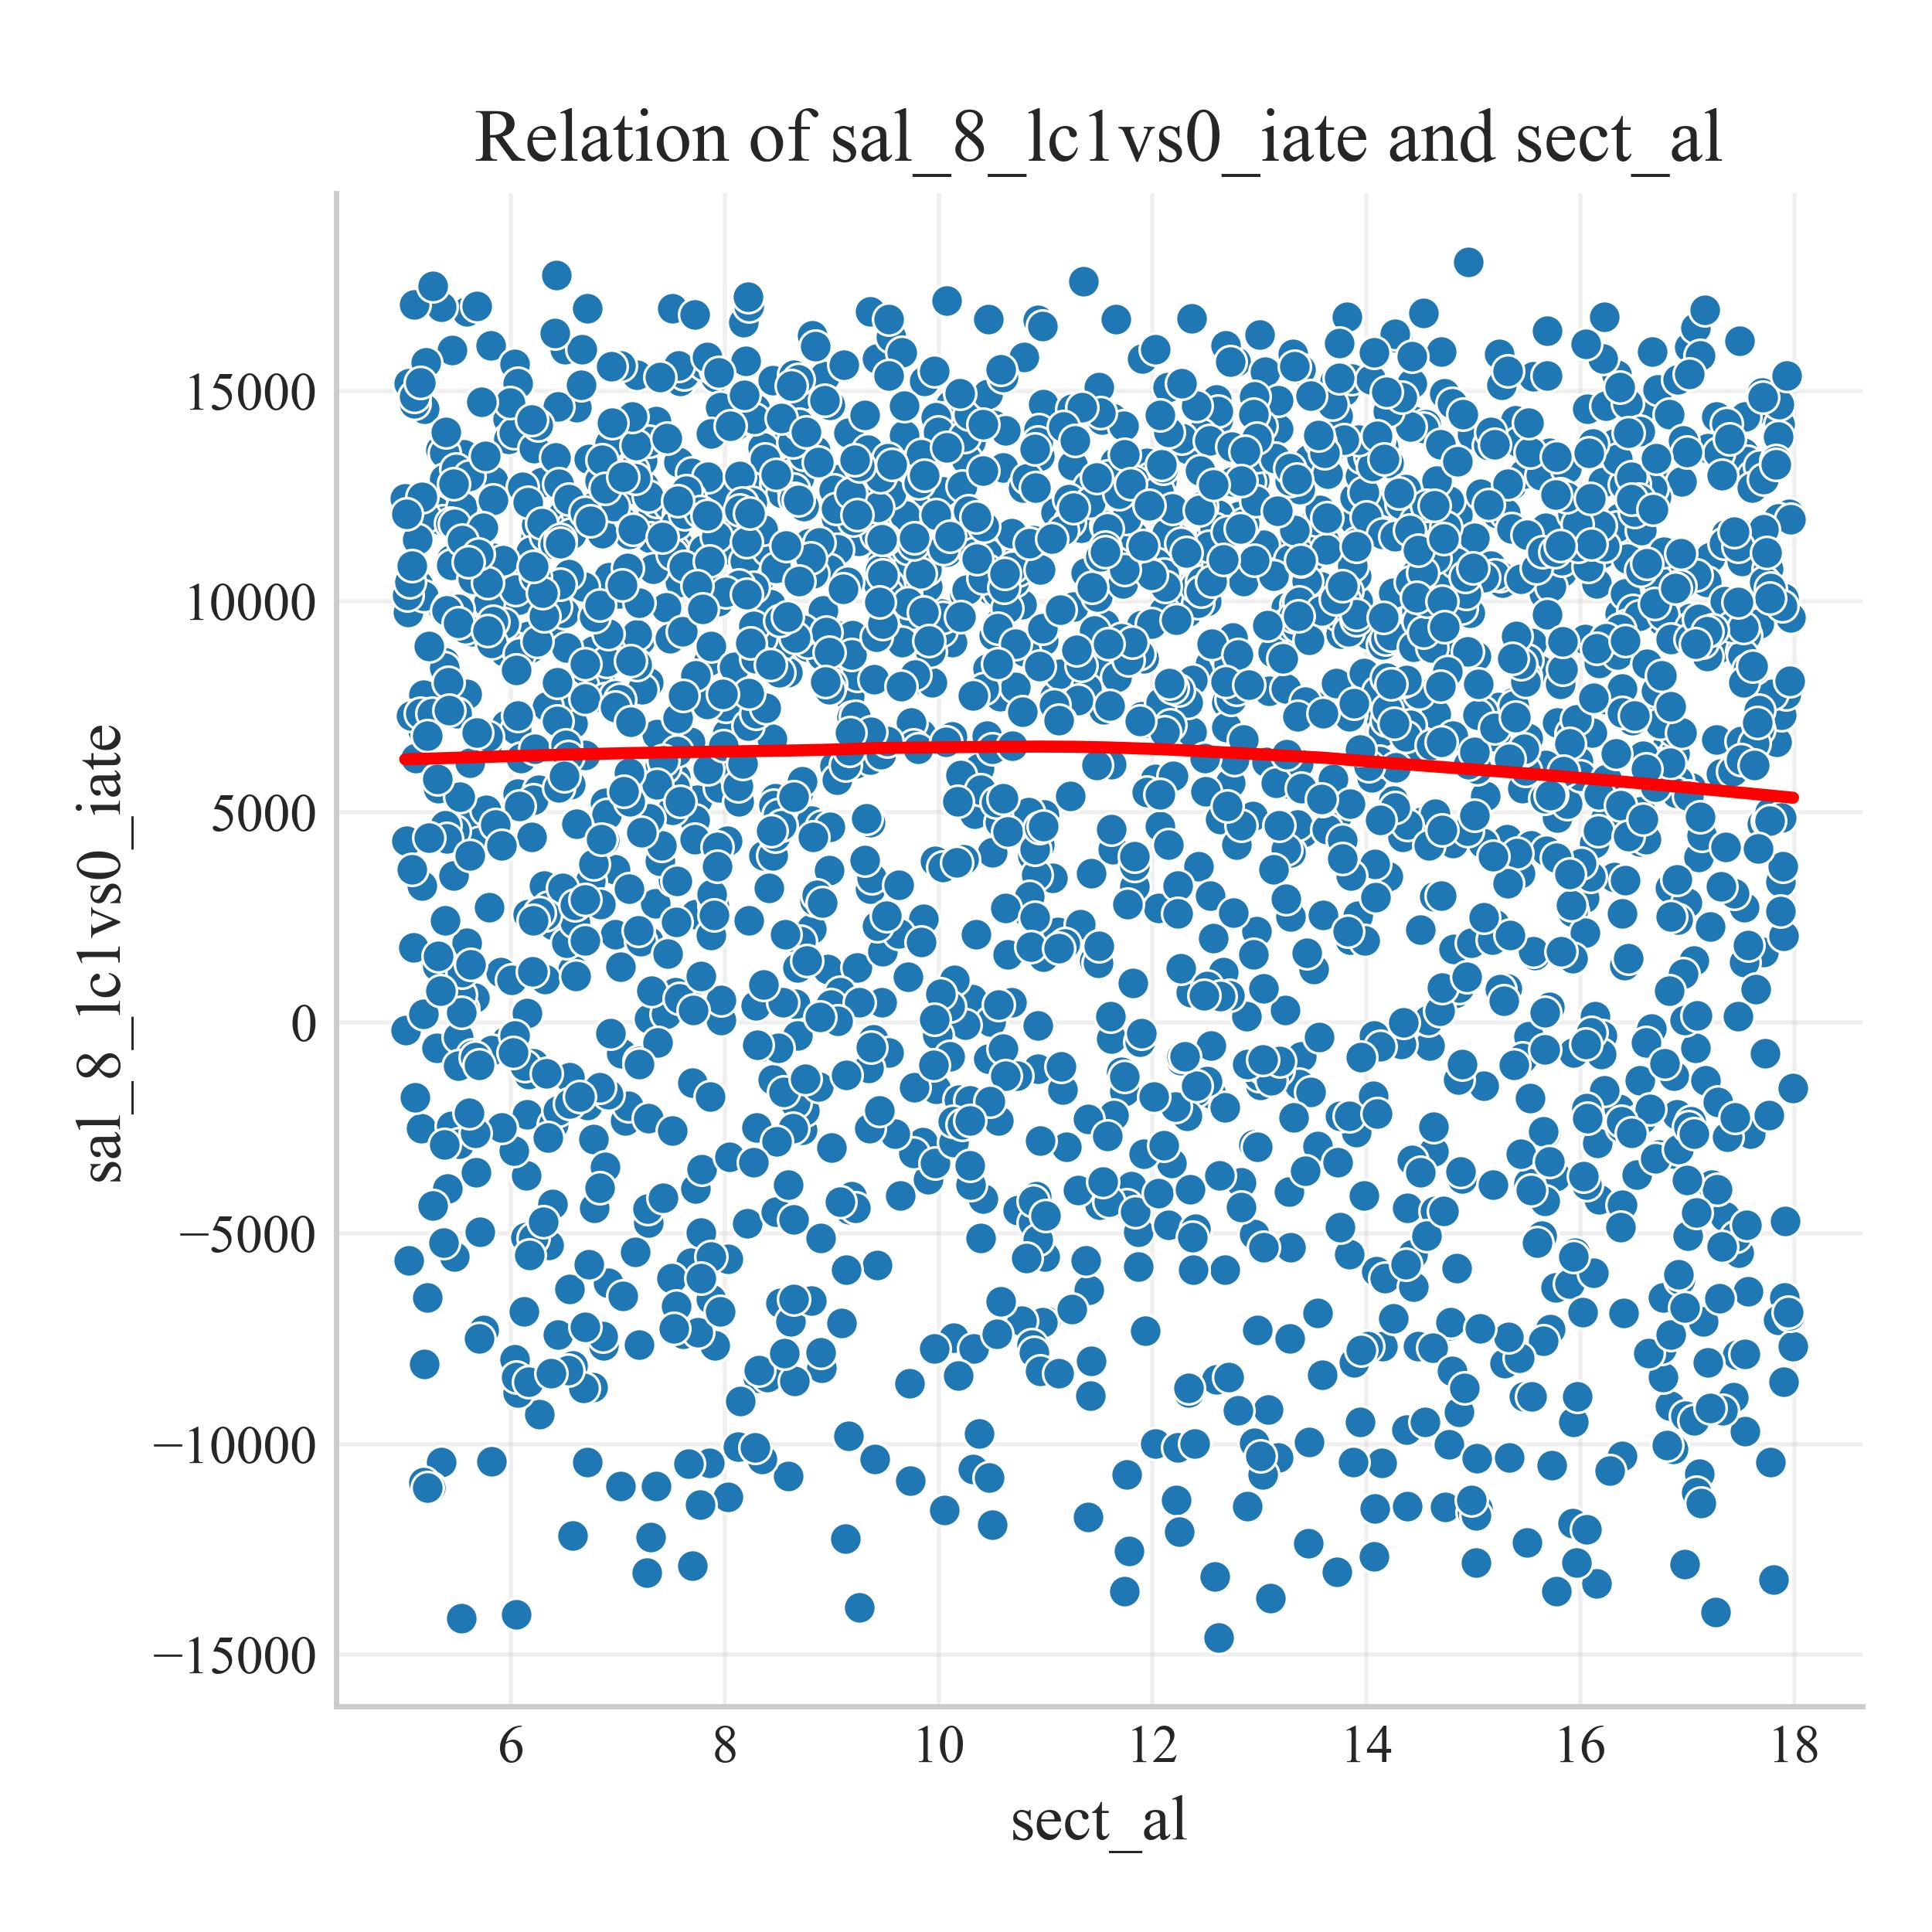 Relation of sal_8_lc1vs0_iate and sect_al
sal_8_lc1vs0_iate
15000
10000
5000
0
−5000
−10000
−15000
6 8 10 12 14 16 18
sect_al